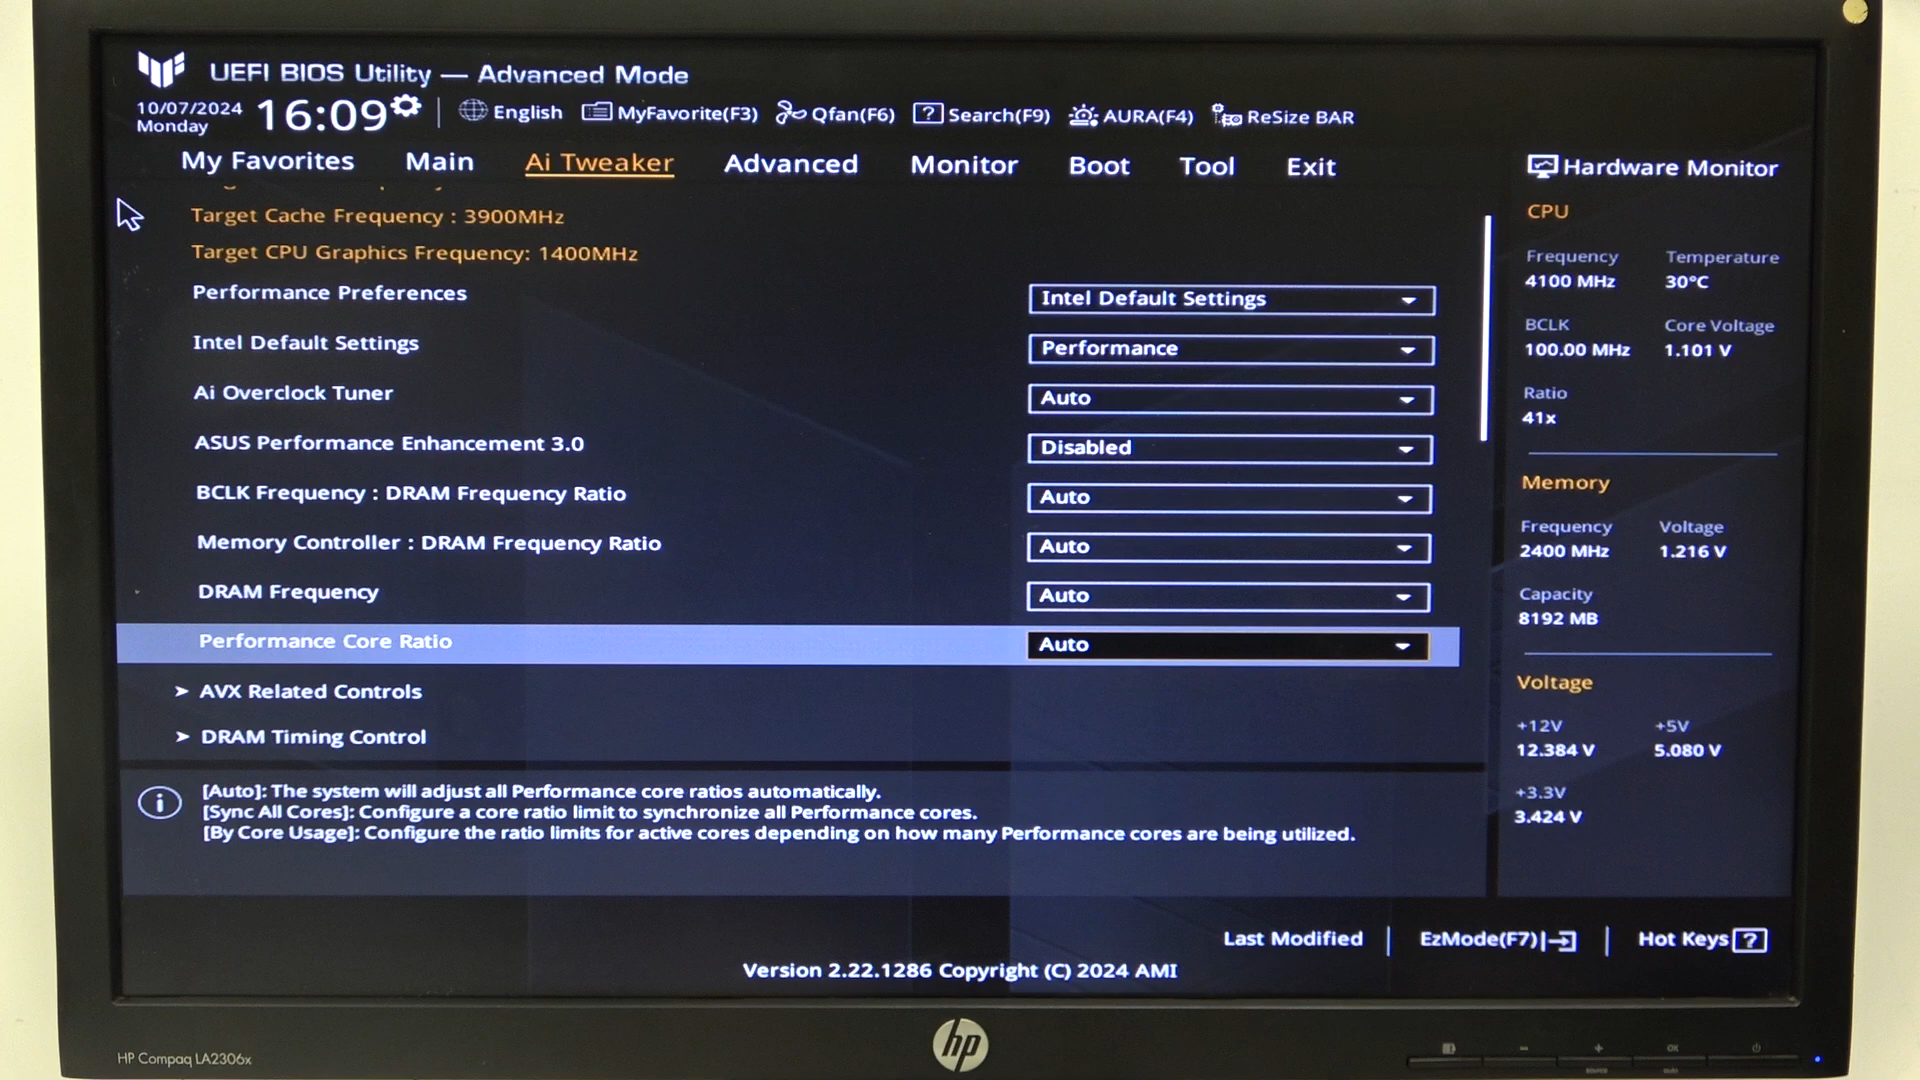 UEFI BIOS Utility — Advanced Mode
10/07/2024
Monday
16:09
English
MyFavorite(F3)
Qfan(F6)
Search(F9)
AURA(F4)
ReSize BAR
My Favorites
Main
Ai Tweaker
Advanced
Monitor
Boot
Tool
Exit
Target Cache Frequency : 3900MHz
Target CPU Graphics Frequency: 1400MHz
Performance Preferences
Intel Default Settings
Intel Default Settings
Performance
Ai Overclock Tuner
Auto
ASUS Performance Enhancement 3.0
Disabled
BCLK Frequency : DRAM Frequency Ratio
Auto
Memory Controller : DRAM Frequency Ratio
Auto
DRAM Frequency
Auto
Performance Core Ratio
Auto
> AVX Related Controls
> DRAM Timing Control
[Auto]: The system will adjust all Performance core ratios automatically.
[Sync All Cores]: Configure a core ratio limit to synchronize all Performance cores.
[By Core Usage]: Configure the ratio limits for active cores depending on how many Performance cores are being utilized.
Hardware Monitor
CPU
Frequency Temperature
4100 MHz 30°C
BCLK Core Voltage
100.00 MHz 1.101 V
Ratio
41x
Memory
Frequency Voltage
2400 MHz 1.216 V
Capacity
8192 MB
Voltage
+12V +5V
12.384 V 5.080 V
+3.3V
3.424 V
Last Modified
EzMode(F7)
Hot Keys ?
Version 2.22.1286 Copyright (C) 2024 AMI
hp
HP Compaq LA2306x